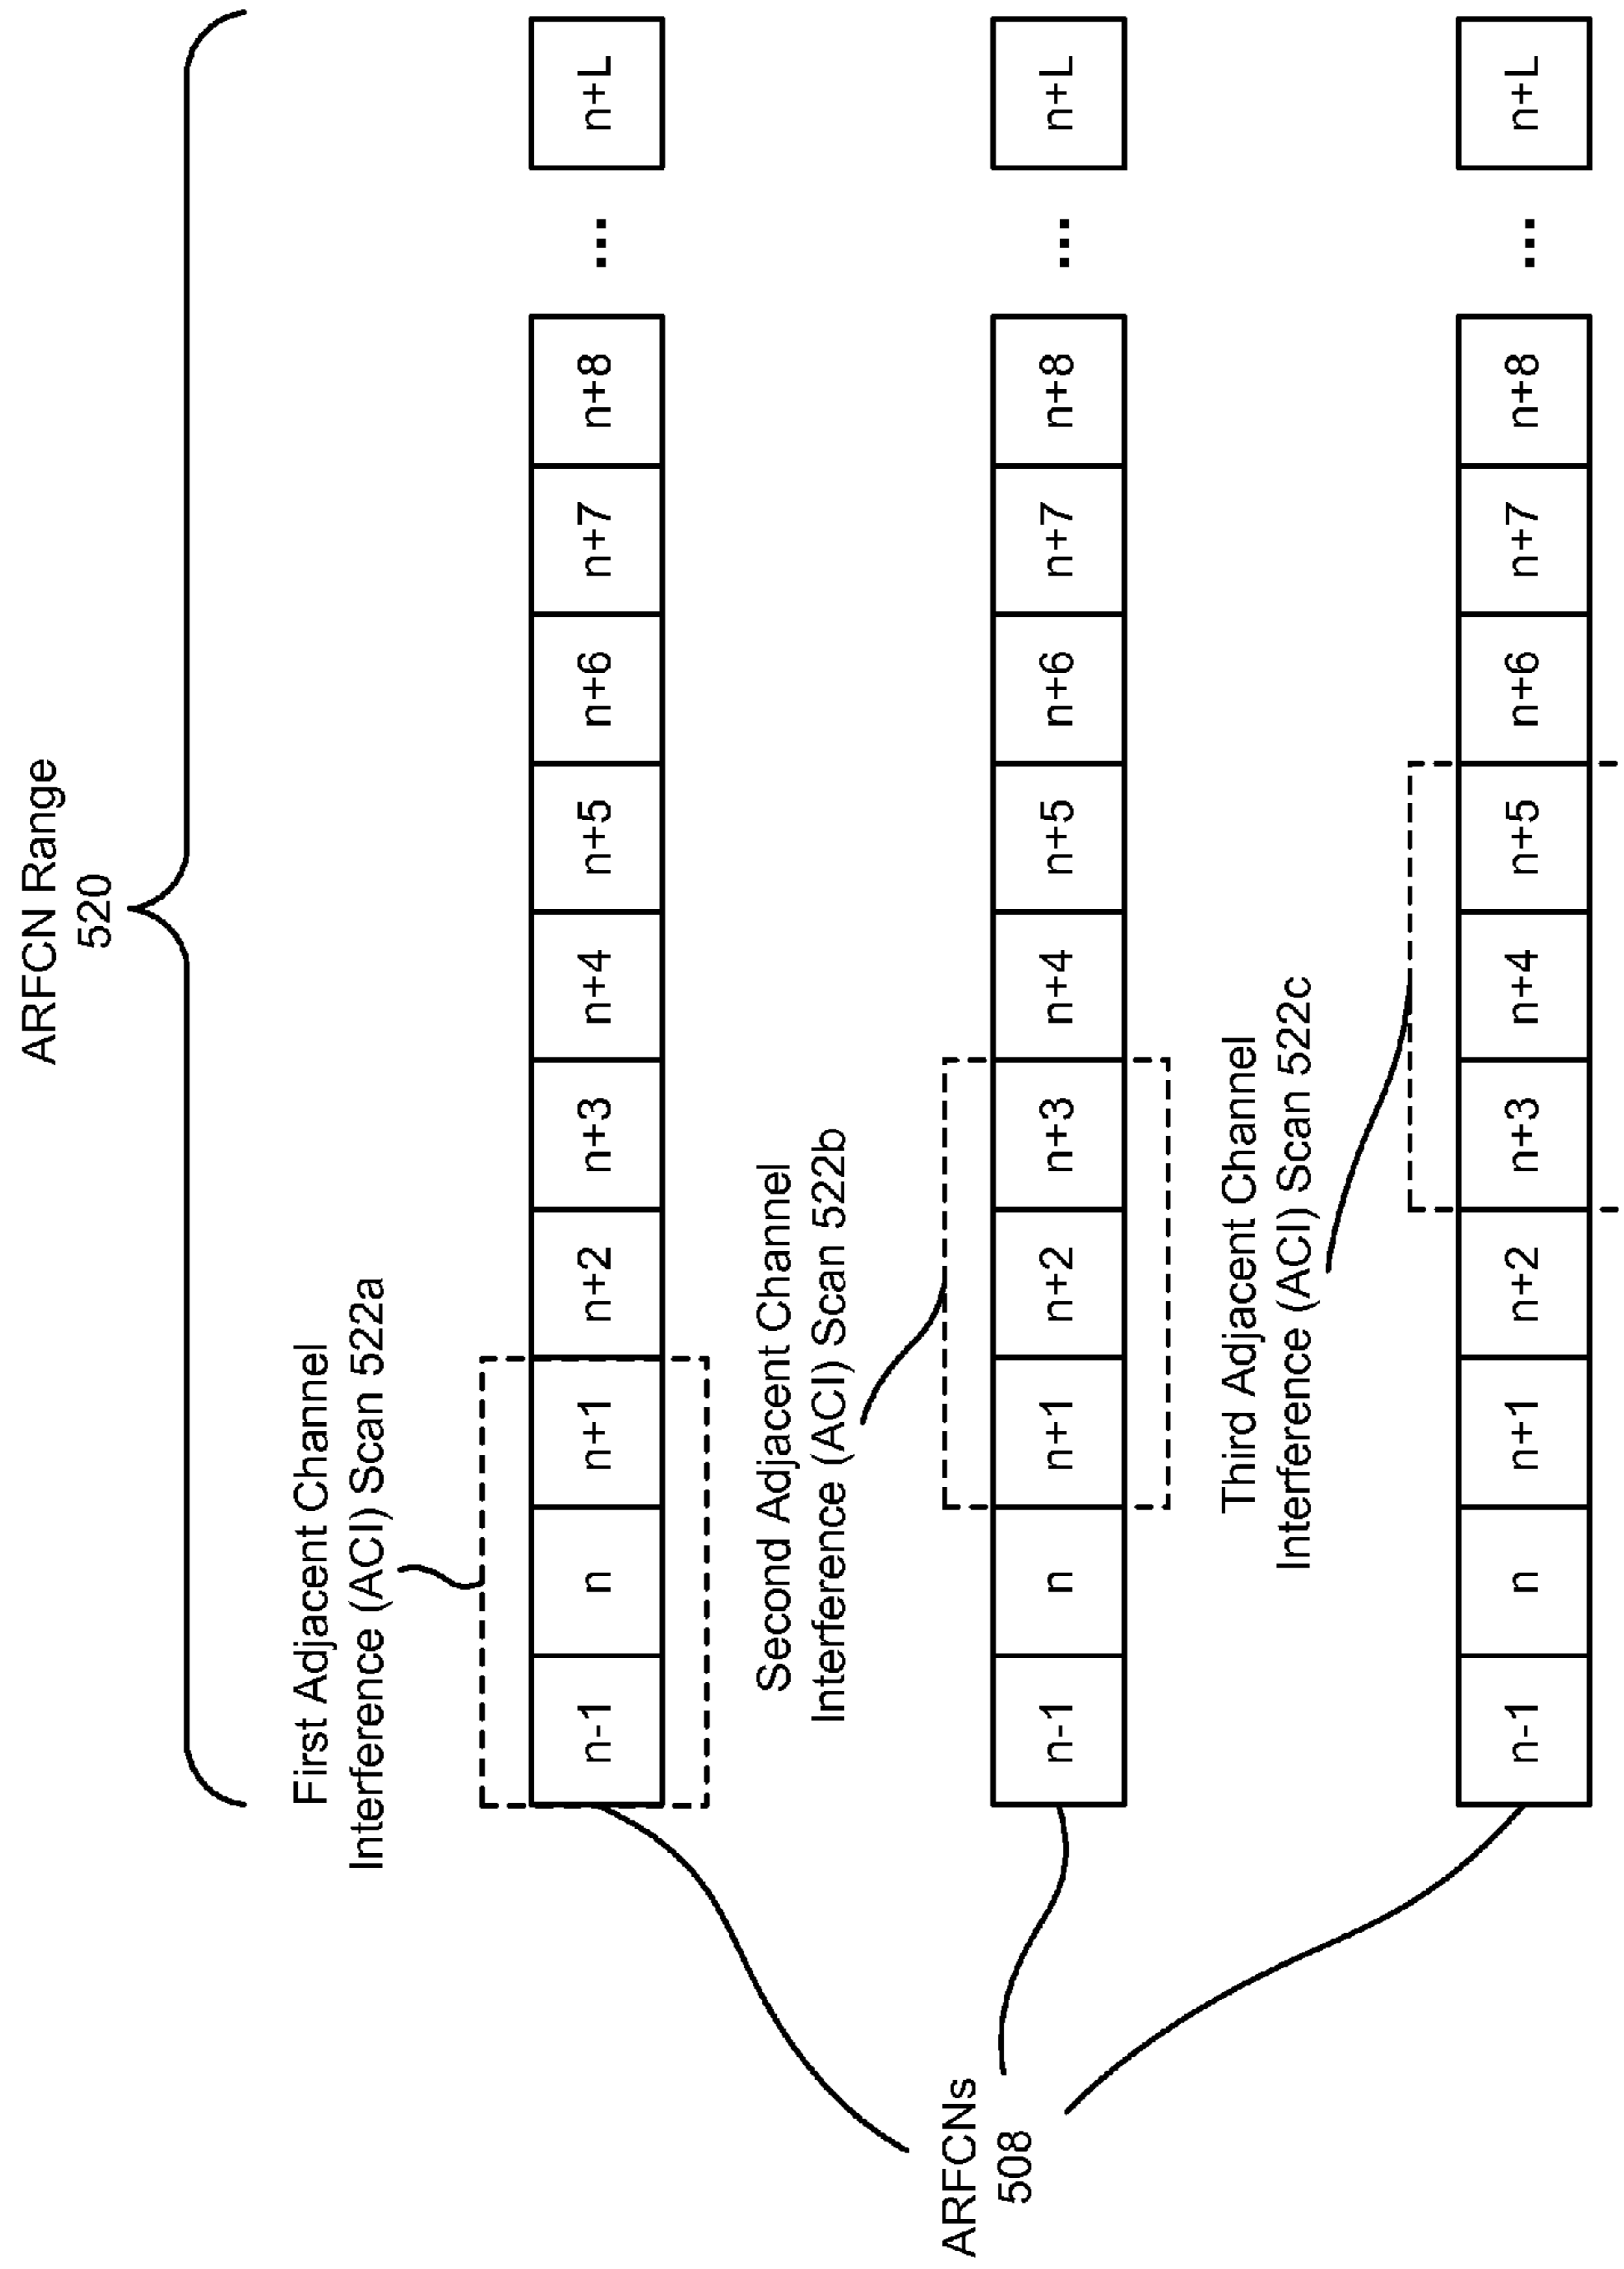 ARFCN Range
520
First Adjacent Channel
Interference (ACI) Scan 522a
n-1 n n+1 n+2 n+3 n+4 n+5 n+6 n+7 n+8 ... n+L
Second Adjacent Channel
Interference (ACI) Scan 522b
n-1 n n+1 n+2 n+3 n+4 n+5 n+6 n+7 n+8 ... n+L
Third Adjacent Channel
Interference (ACI) Scan 522c
n-1 n n+1 n+2 n+3 n+4 n+5 n+6 n+7 n+8 ... n+L
ARFCNs
508